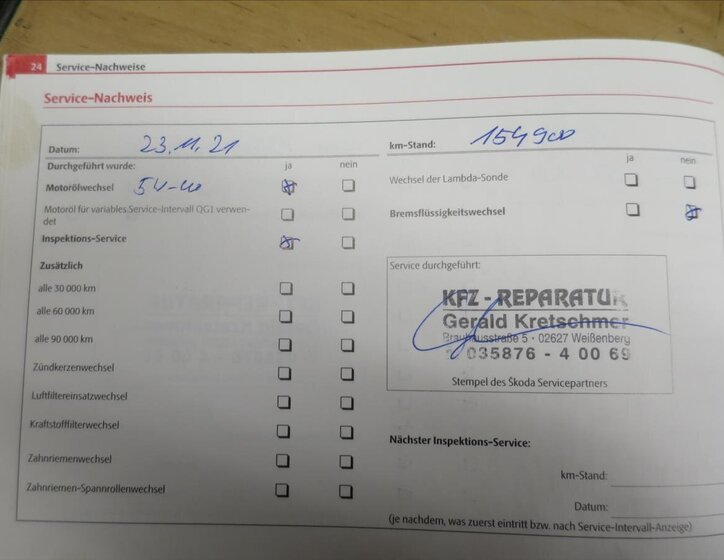 24 Service-Nachweise
Service-Nachweis
Datum: 23.11.21
Durchgeführt wurde: ja nein
Motorölwechsel 5W-40
Motoröl für variables Service-Intervall QG1 verwen-
det
Inspektions-Service
Zusätzlich
alle 30 000 km
alle 60 000 km
alle 90 000 km
Zündkerzenwechsel
Luftfiltereinsatzwechsel
Kraftstofffilterwechsel
Zahnriemenwechsel
Zahnriemen-Spannrollenwechsel
km-Stand: 154900
ja nein
Wechsel der Lambda-Sonde
Bremsflüssigkeitswechsel
Service durchgeführt:
KFZ - REPARATUR
Gerald Kretschmer
Brauhausstraße 5 · 02627 Weißenberg
035876 - 4 00 69
Stempel des Škoda Servicepartners
Nächster Inspektions-Service:
km-Stand:
Datum:
(je nachdem, was zuerst eintritt bzw. nach Service-Intervall-Anzeige)